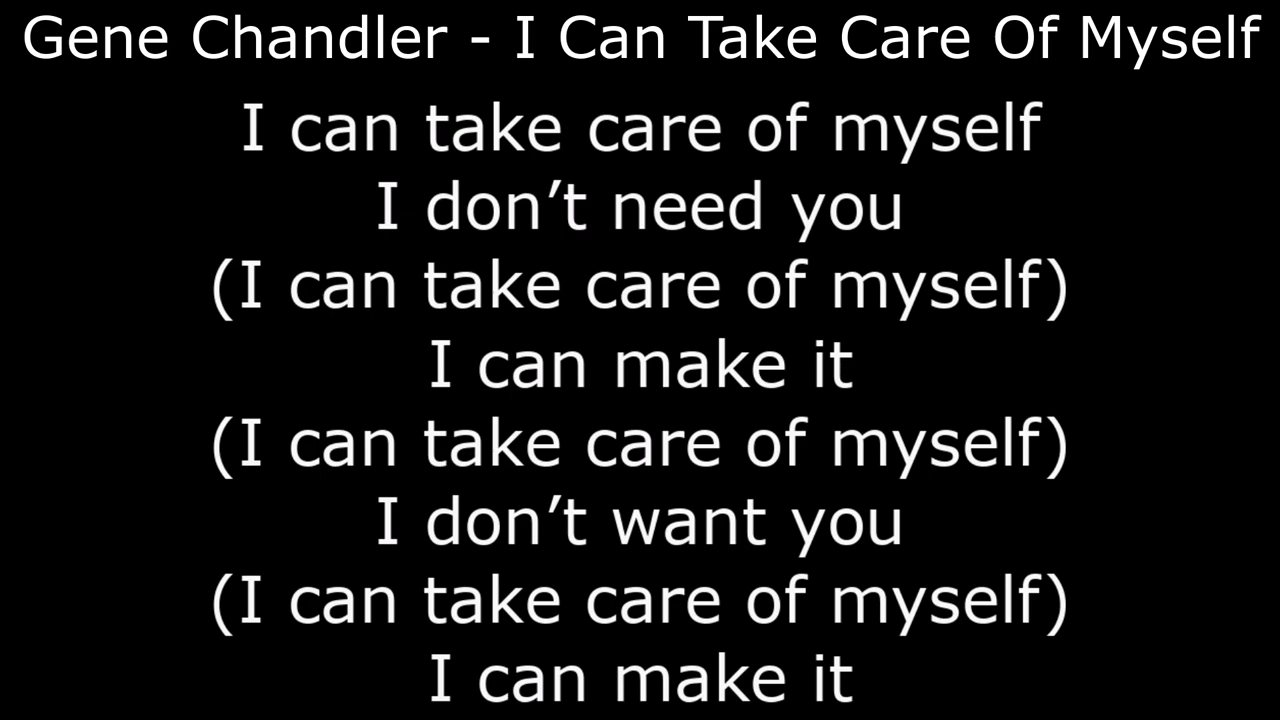 Gene Chandler - I Can Take Care Of Myself
I can take care of myself
I don’t need you
(I can take care of myself)
I can make it
(I can take care of myself)
I don’t want you
(I can take care of myself)
I can make it